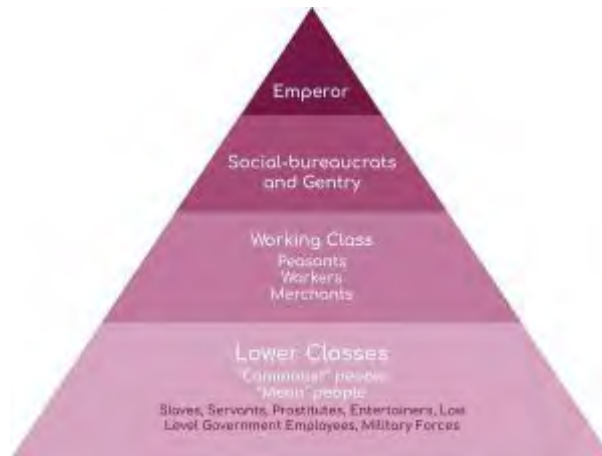 Emperor
Social-bureaucrats
and Gentry
Working Class
Peasants
Workers
Merchants
Lower Classes
people
"Mean" people
Slaves, Servants, Prostitutes, Entertainers, Low
Level Government Employees, Military Forces